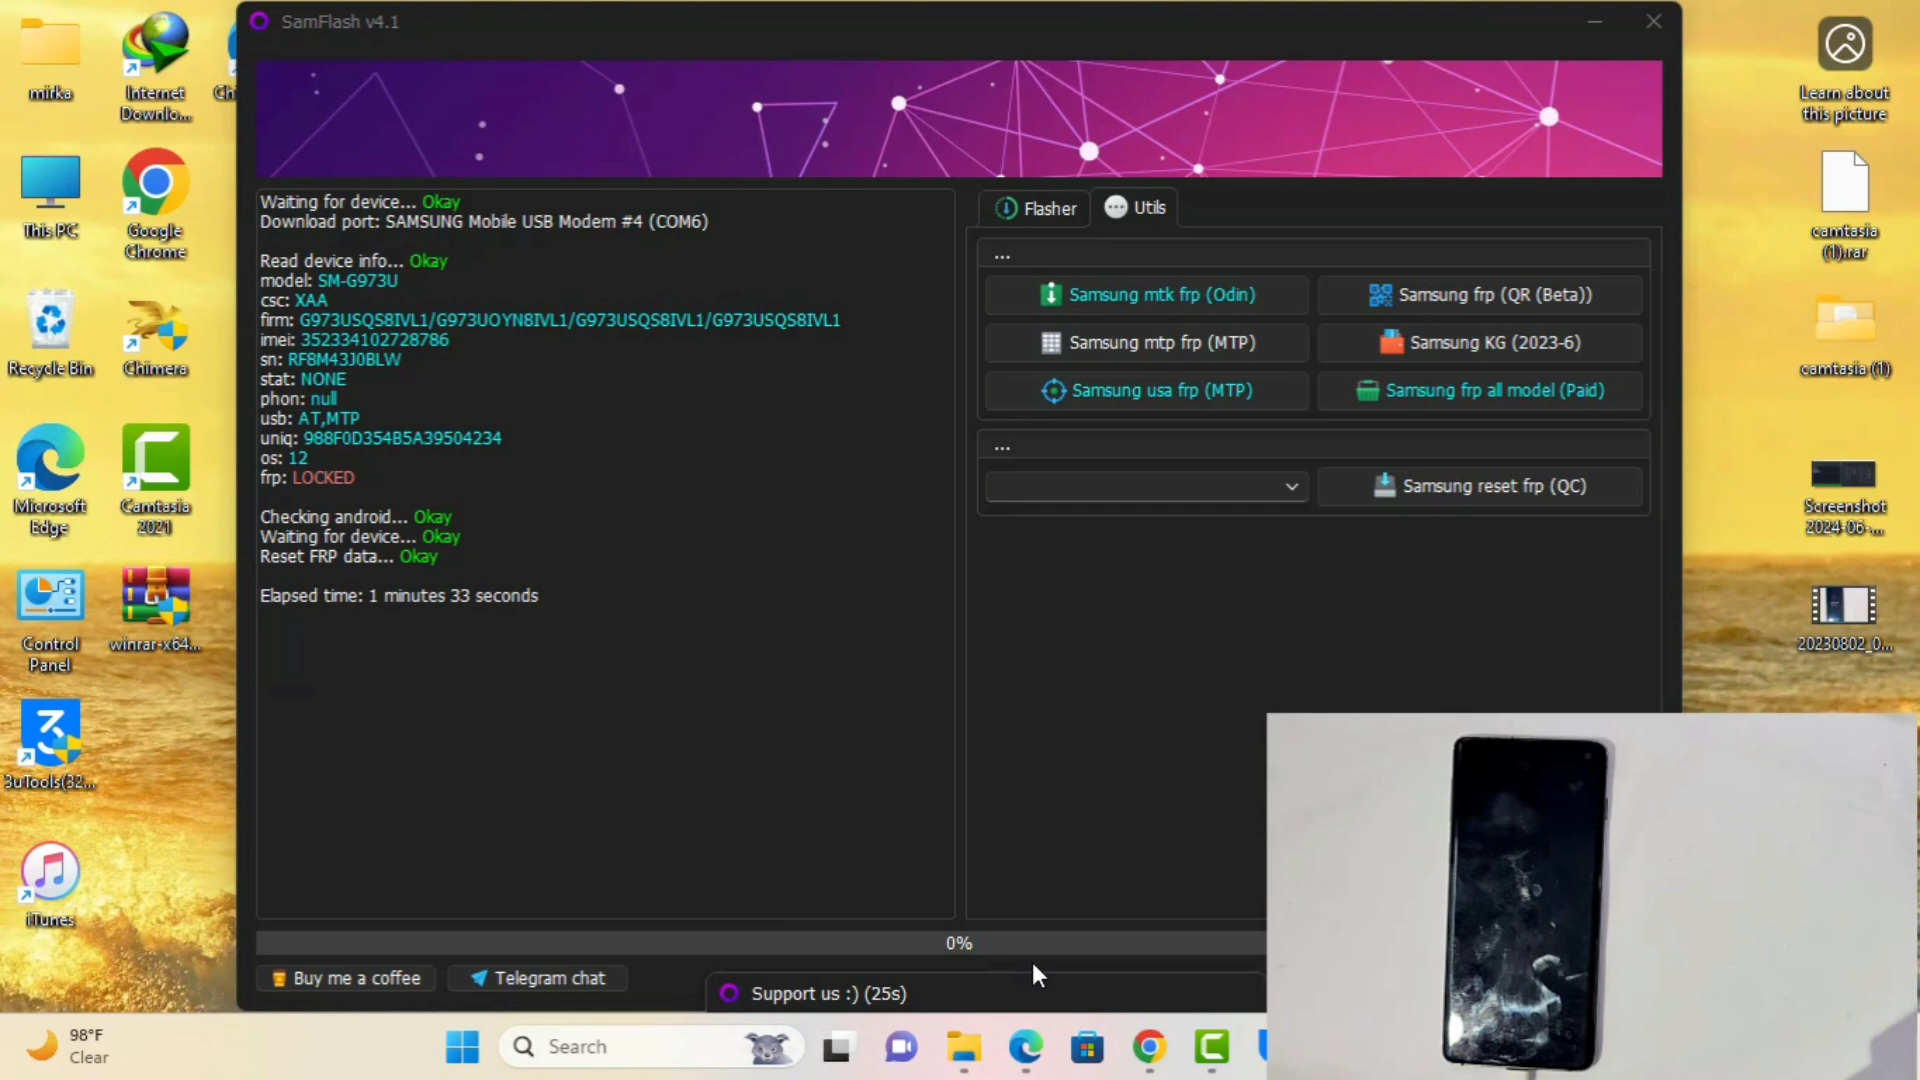 SamFlash v4.1
mirka
Internet
Downlo...
Chi
Learn about
this picture
This PC
Google
Chrome
camtasia
(1).rar
Recycle Bin
Chimera
camtasia (1)
Microsoft
Edge
Camtasia
2021
Screenshot
2024-06-...
Control
Panel
winrar-x64...
20230802_0...
3uTools(32...
iTunes
Waiting for device... Okay
Download port: SAMSUNG Mobile USB Modem #4 (COM6)
Read device info... Okay
model: SM-G973U
csc: XAA
firm: G973USQS8IVL1/G973UOYN8IVL1/G973USQS8IVL1/G973USQS8IVL1
imei: 352334102728786
sn: RF8M43J0BLW
stat: NONE
phon: null
usb: AT,MTP
uniq: 988F0D354B5A39504234
os: 12
frp: LOCKED
Checking android... Okay
Waiting for device... Okay
Reset FRP data... Okay
Elapsed time: 1 minutes 33 seconds
Flasher
Utils
...
Samsung mtk frp (Odin)
Samsung frp (QR (Beta))
Samsung mtp frp (MTP)
Samsung KG (2023-6)
Samsung usa frp (MTP)
Samsung frp all model (Paid)
...
Samsung reset frp (QC)
0%
Buy me a coffee
Telegram chat
Support us :) (25s)
98°F
Clear
Search